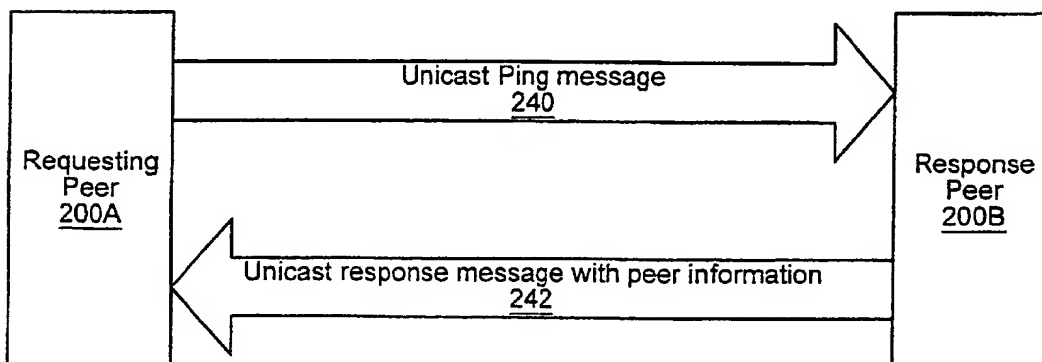 Unicast Ping message
240
Requesting
Peer
200A
Response
Peer
200B
Unicast response message with peer information
242